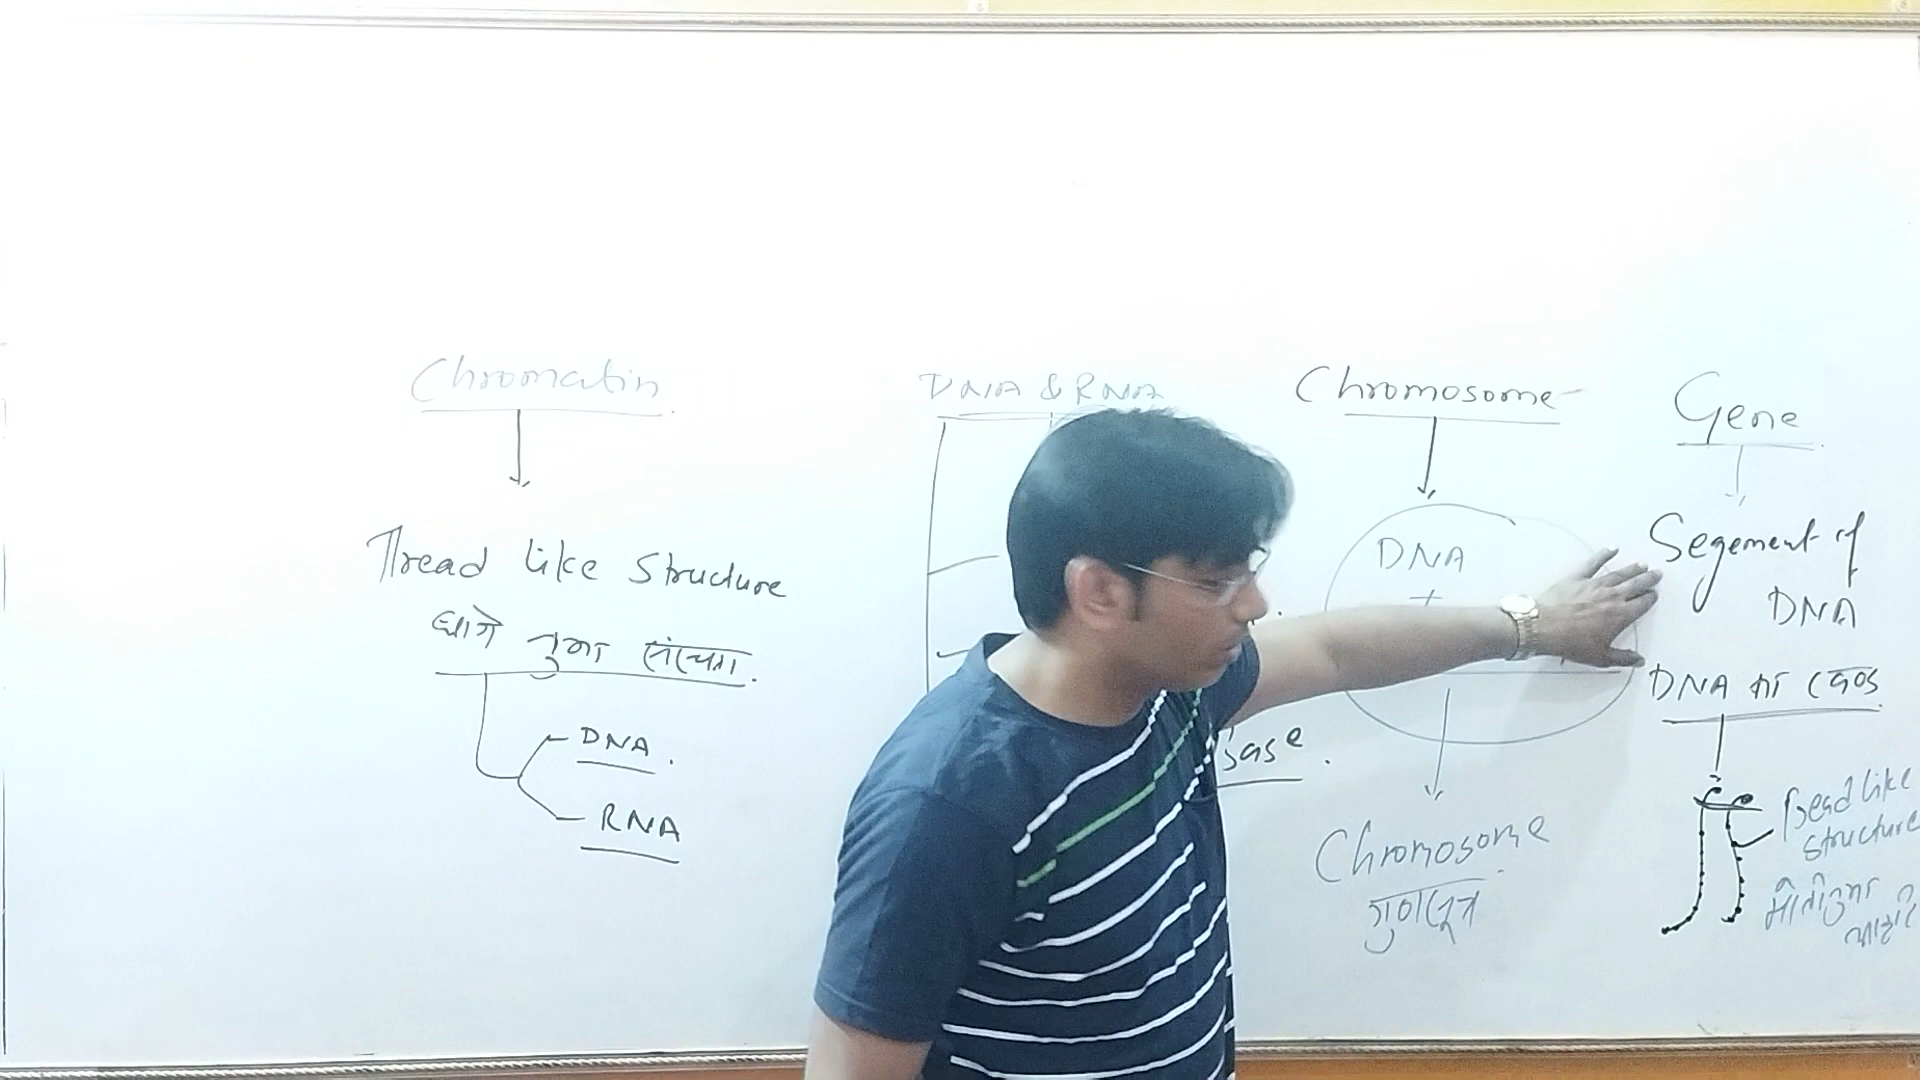 Chromatin
Thread like structure
धागे नुमा संरचना.
DNA.
RNA
DNA & RNA
Base.
Chromosome
DNA
+
Chromosome
गुणसूत्र
Gene
Segement of
DNA
DNA का खण्ड
Bead like
structure
मोतीनुमा